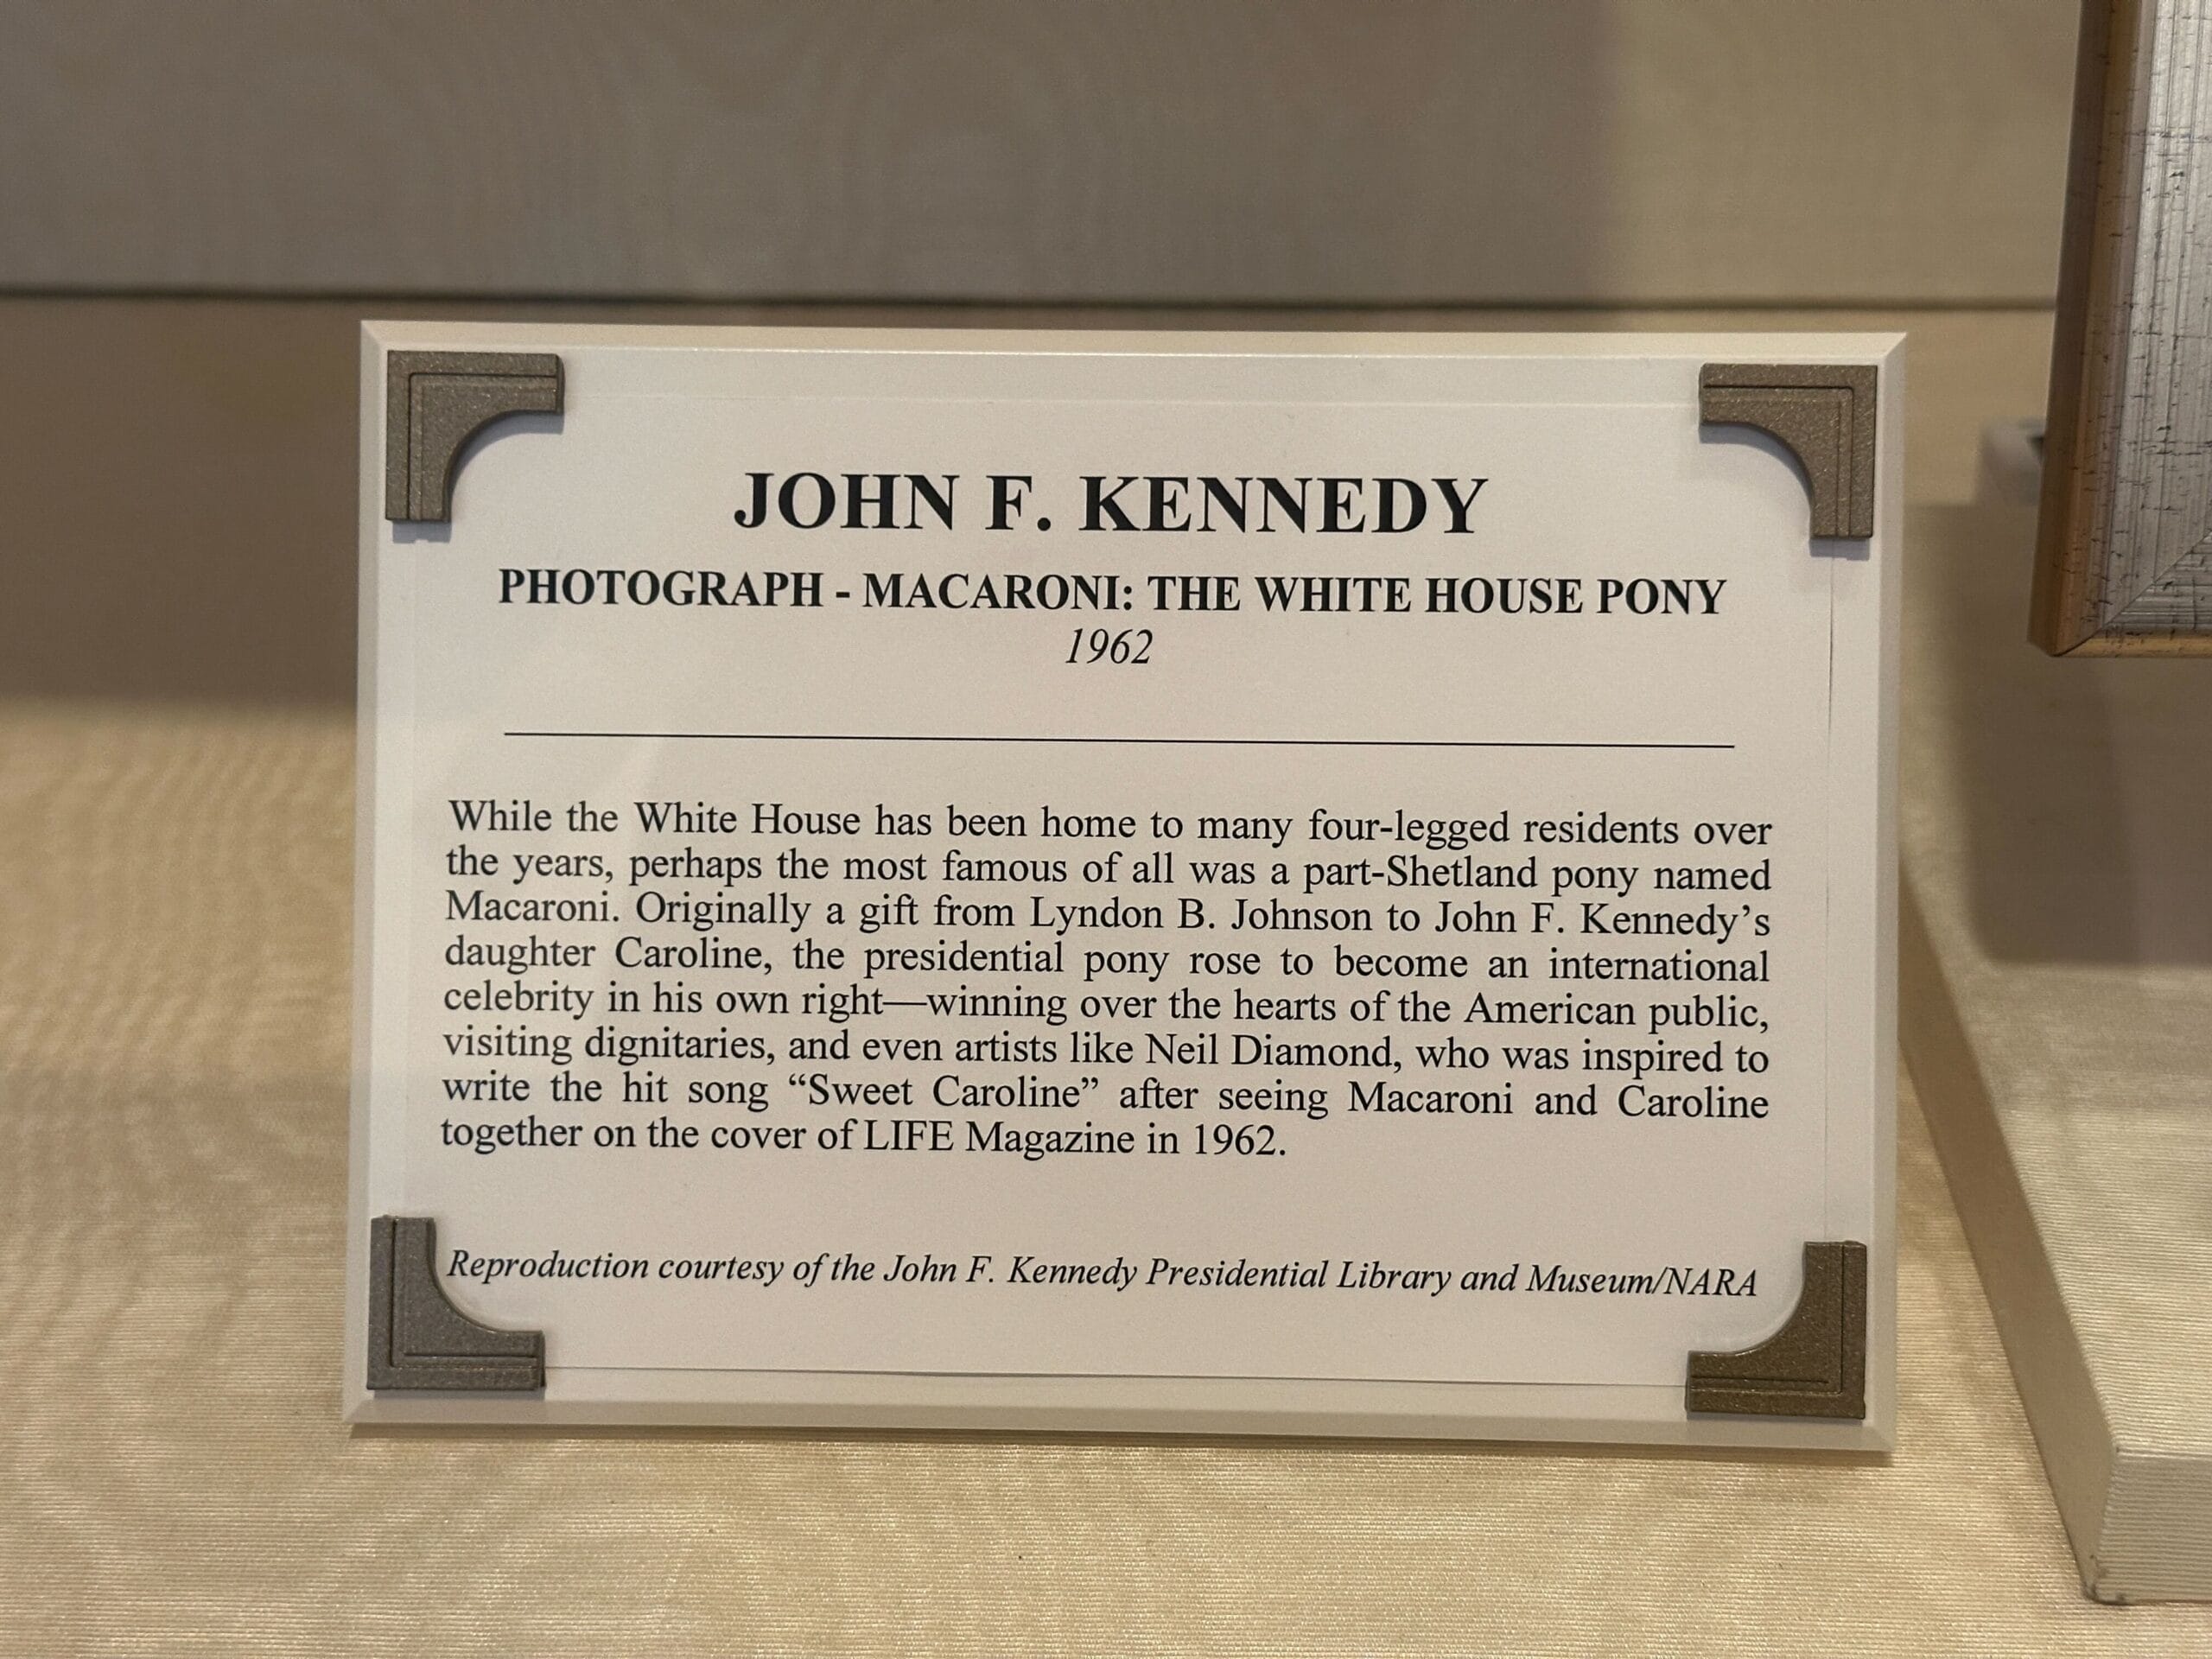 JOHN F. KENNEDY
PHOTOGRAPH - MACARONI: THE WHITE HOUSE PONY
1962
While the White House has been home to many four-legged residents over
the years, perhaps the most famous of all was a part-Shetland pony named
Macaroni. Originally a gift from Lyndon B. Johnson to John F. Kennedy’s
daughter Caroline, the presidential pony rose to become an international
celebrity in his own right—winning over the hearts of the American public,
visiting dignitaries, and even artists like Neil Diamond, who was inspired to
write the hit song “Sweet Caroline” after seeing Macaroni and Caroline
together on the cover of LIFE Magazine in 1962.
Reproduction courtesy of the John F. Kennedy Presidential Library and Museum/NARA